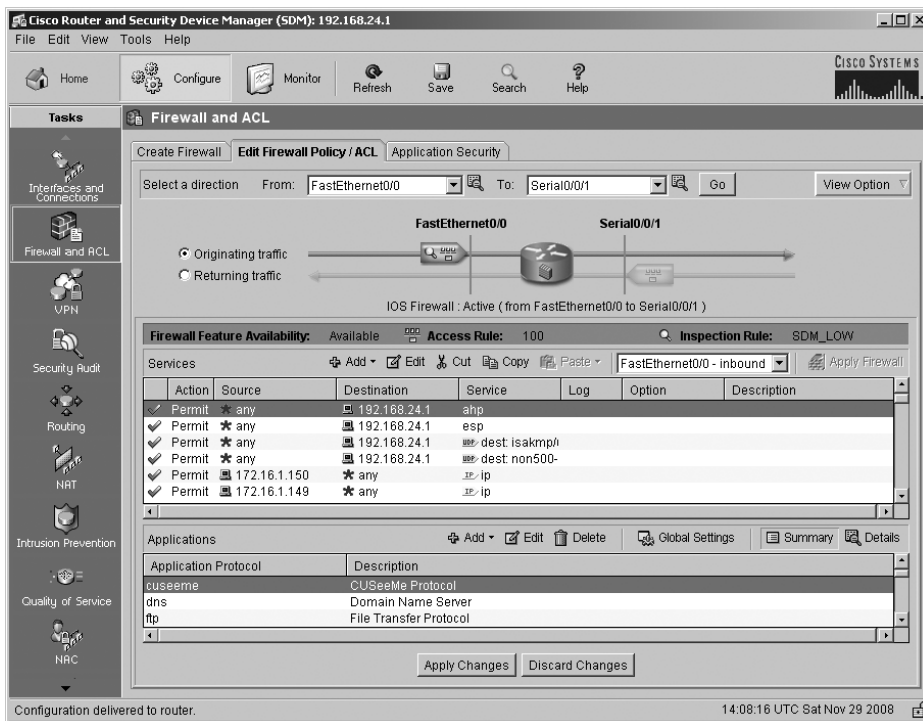 Cisco Router and Security Device Manager (SDM): 192.168.24.1
File Edit View Tools Help
Home Configure Monitor Refresh Save Search Help
CISCO SYSTEMS
Tasks
Firewall and ACL
Interfaces and Connections
Firewall and ACL
VPN
Security Audit
Routing
NAT
Intrusion Prevention
Quality of Service
NAC
Create Firewall Edit Firewall Policy / ACL Application Security
Select a direction From: FastEthernet0/0 To: Serial0/0/1 Go View Option
FastEthernet0/0 Serial0/0/1
Originating traffic
Returning traffic
IOS Firewall : Active ( from FastEthernet0/0 to Serial0/0/1 )
Firewall Feature Availability: Available Access Rule: 100 Inspection Rule: SDM_LOW
Services Add Edit Cut Copy Paste FastEthernet0/0 - inbound Apply Firewall
Action Source Destination Service Log Option Description
Permit any 192.168.24.1 ahp
Permit any 192.168.24.1 esp
Permit any 192.168.24.1 UDP dest: isakmp/
Permit any 192.168.24.1 UDP dest: non500-
Permit 172.16.1.150 any IP ip
Permit 172.16.1.149 any IP ip
Applications Add Edit Delete Global Settings Summary Details
Application Protocol Description
cuseeme CUSeeMe Protocol
dns Domain Name Server
ftp File Transfer Protocol
Apply Changes Discard Changes
Configuration delivered to router. 14:08:16 UTC Sat Nov 29 2008